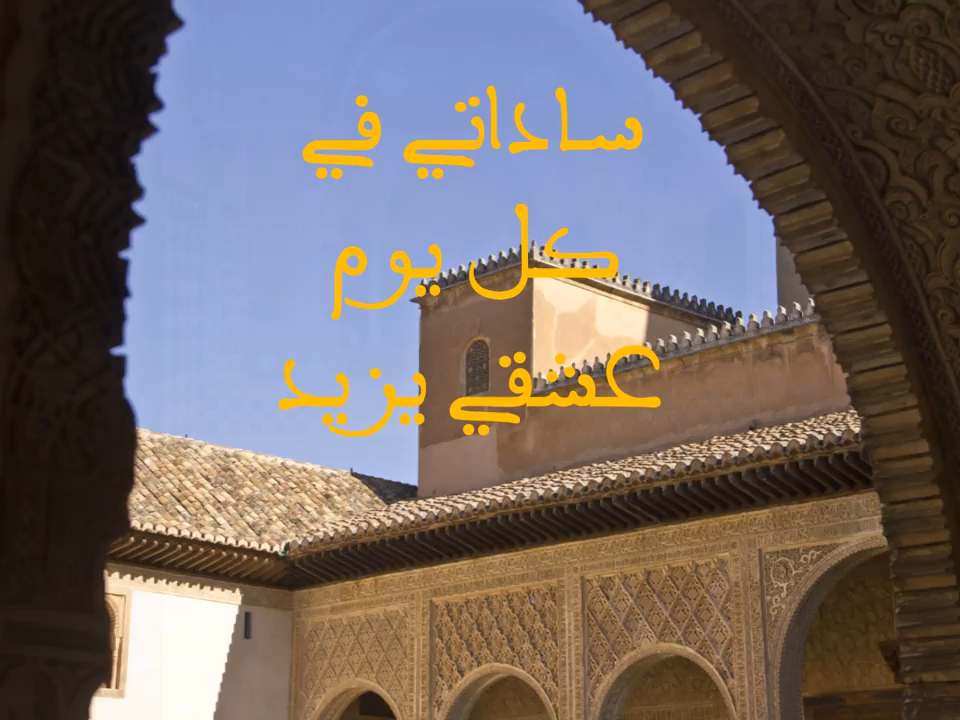 ساداتي في
كل يوم
عشقي يزيد